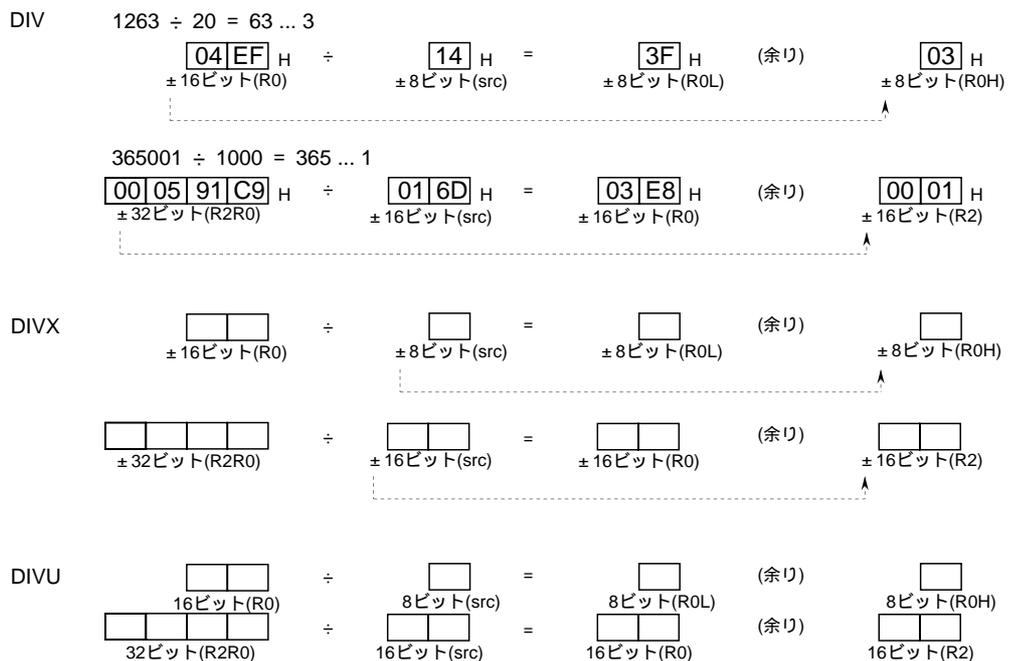 DIV 1263 ÷ 20 = 63 ... 3
04 EF H ÷ 14 H = 3F H (余り) 03 H
±16ビット(R0) ±8ビット(src) ±8ビット(R0L) ±8ビット(R0H)
365001 ÷ 1000 = 365 ... 1
00 05 91 C9 H ÷ 01 6D H = 03 E8 H (余り) 00 01 H
±32ビット(R2R0) ±16ビット(src) ±16ビット(R0) ±16ビット(R2)
DIVX ÷ = (余り)
±16ビット(R0) ±8ビット(src) ±8ビット(R0L) ±8ビット(R0H)
÷ = (余り)
±32ビット(R2R0) ±16ビット(src) ±16ビット(R0) ±16ビット(R2)
DIVU ÷ = (余り)
16ビット(R0) 8ビット(src) 8ビット(R0L) 8ビット(R0H)
÷ = (余り)
32ビット(R2R0) 16ビット(src) 16ビット(R0) 16ビット(R2)